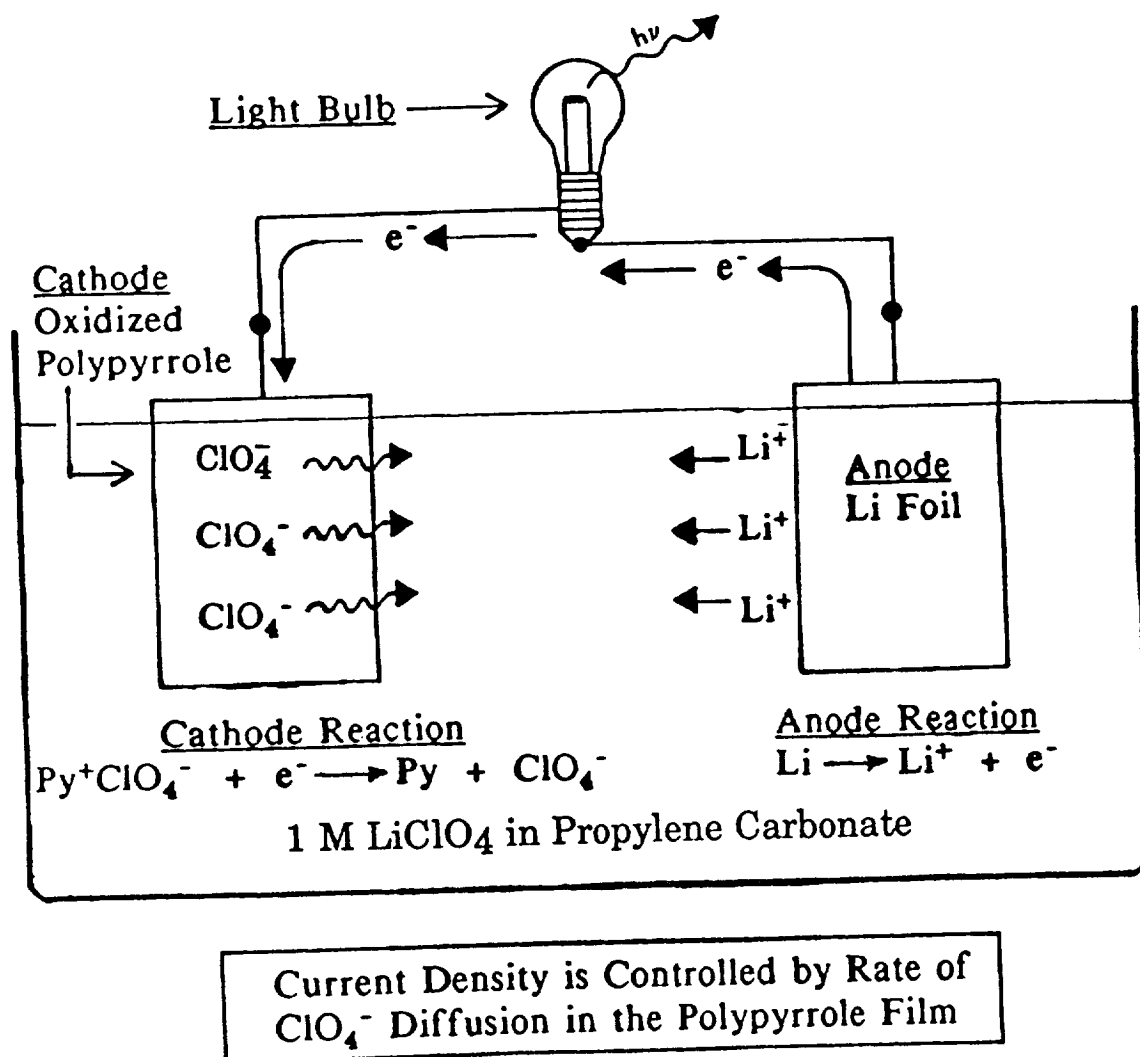 hν
Light Bulb
e⁻
e⁻
Cathode
Oxidized
Polypyrrole
ClO₄⁻
ClO₄⁻
ClO₄⁻
Li⁺⁻
Li⁺
Li⁺
Anode
Li Foil
Cathode Reaction
Py⁺ClO₄⁻ + e⁻ → Py + ClO₄⁻
Anode Reaction
Li → Li⁺ + e⁻
1 M LiClO4 in Propylene Carbonate
Current Density is Controlled by Rate of
ClO₄⁻ Diffusion in the Polypyrrole Film